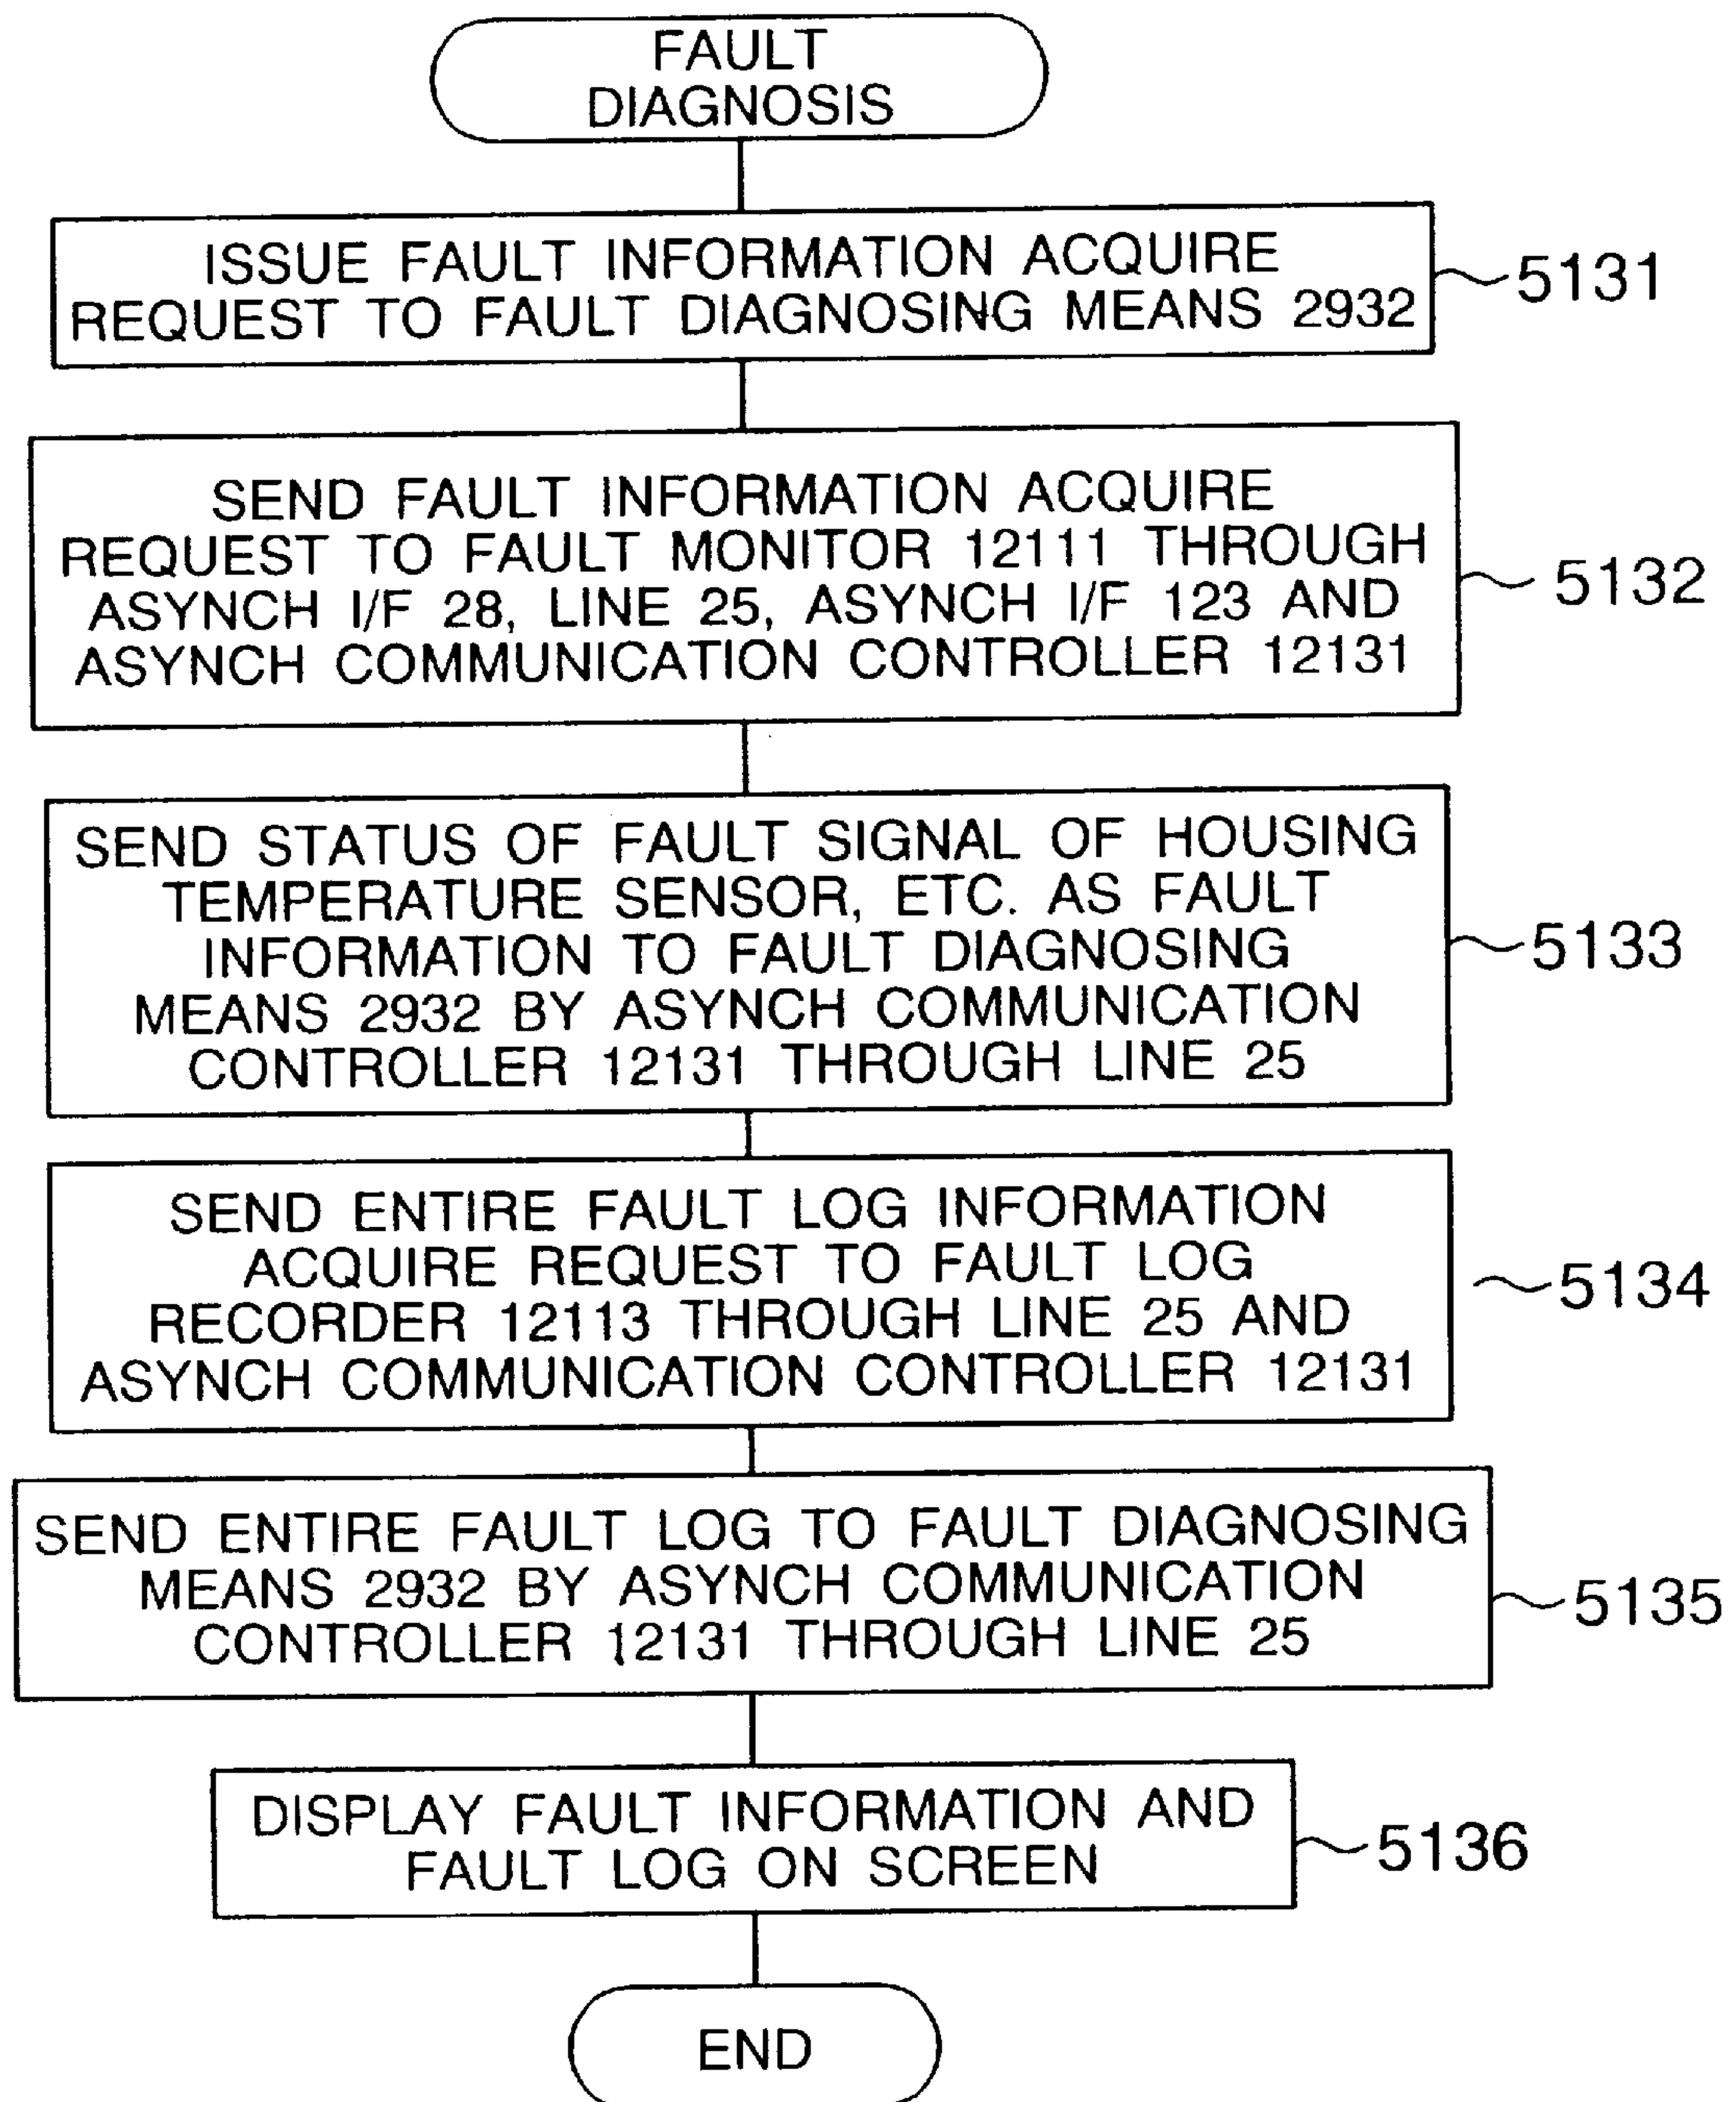 FAULT
DIAGNOSIS
ISSUE FAULT INFORMATION ACQUIRE
REQUEST TO FAULT DIAGNOSING MEANS 2932
5131
SEND FAULT INFORMATION ACQUIRE
REQUEST TO FAULT MONITOR 12111 THROUGH
ASYNCH I/F 28, LINE 25, ASYNCH I/F 123 AND
ASYNCH COMMUNICATION CONTROLLER 12131
5132
SEND STATUS OF FAULT SIGNAL OF HOUSING
TEMPERATURE SENSOR, ETC. AS FAULT
INFORMATION TO FAULT DIAGNOSING
MEANS 2932 BY ASYNCH COMMUNICATION
CONTROLLER 12131 THROUGH LINE 25
5133
SEND ENTIRE FAULT LOG INFORMATION
ACQUIRE REQUEST TO FAULT LOG
RECORDER 12113 THROUGH LINE 25 AND
ASYNCH COMMUNICATION CONTROLLER 12131
5134
SEND ENTIRE FAULT LOG TO FAULT DIAGNOSING
MEANS 2932 BY ASYNCH COMMUNICATION
CONTROLLER 12131 THROUGH LINE 25
5135
DISPLAY FAULT INFORMATION AND
FAULT LOG ON SCREEN
5136
END